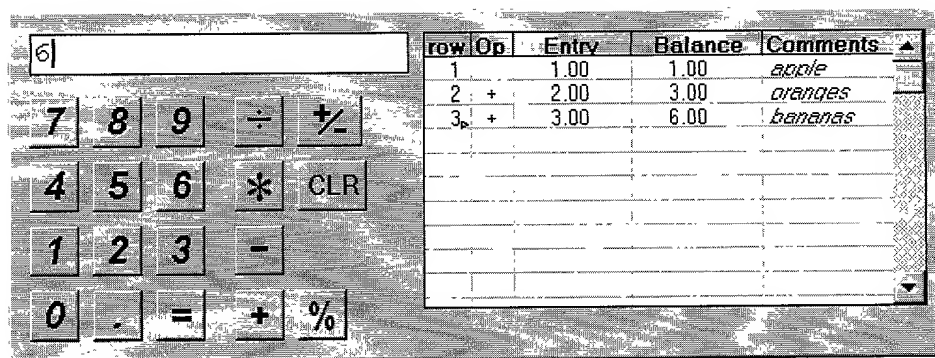 6
7 8 9 ÷ +/-
4 5 6 * CLR
1 2 3 -
0 . = + %
row Op Entry Balance Comments
1 1.00 1.00 apple
2 + 2.00 3.00 oranges
3 + 3.00 6.00 bananas